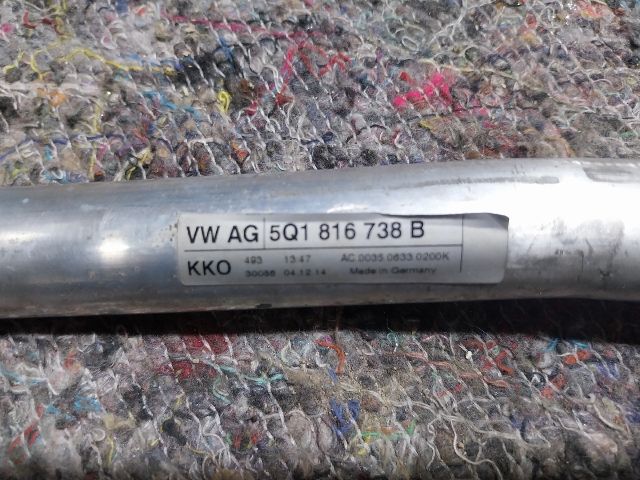 VW AG 5Q1 816 738 B
KKO 493 13:47 AC.0035.0633.0200K
30086 04.12.14 Made in Germany